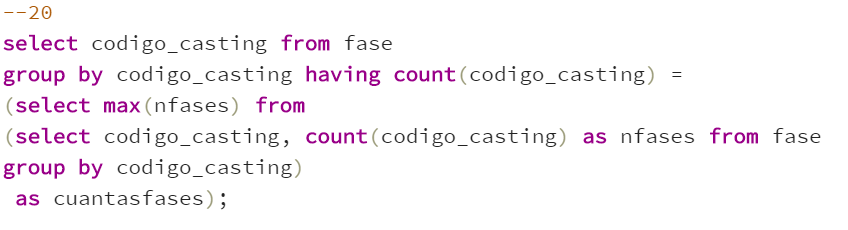 --20
select codigo_casting from fase
group by codigo_casting having count(codigo_casting) =
(select max(nfases) from
(select codigo_casting, count(codigo_casting) as nfases from fase
group by codigo_casting)
 as cuantasfases);